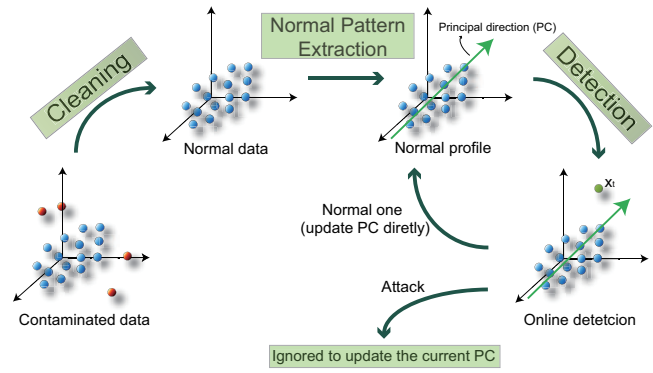 Cleaning
Normal Pattern
Extraction
Principal direction (PC)
Detection
Normal data
Normal profile
xt
Normal one
(update PC diretly)
Attack
Contaminated data
Online detetcion
Ignored to update the current PC